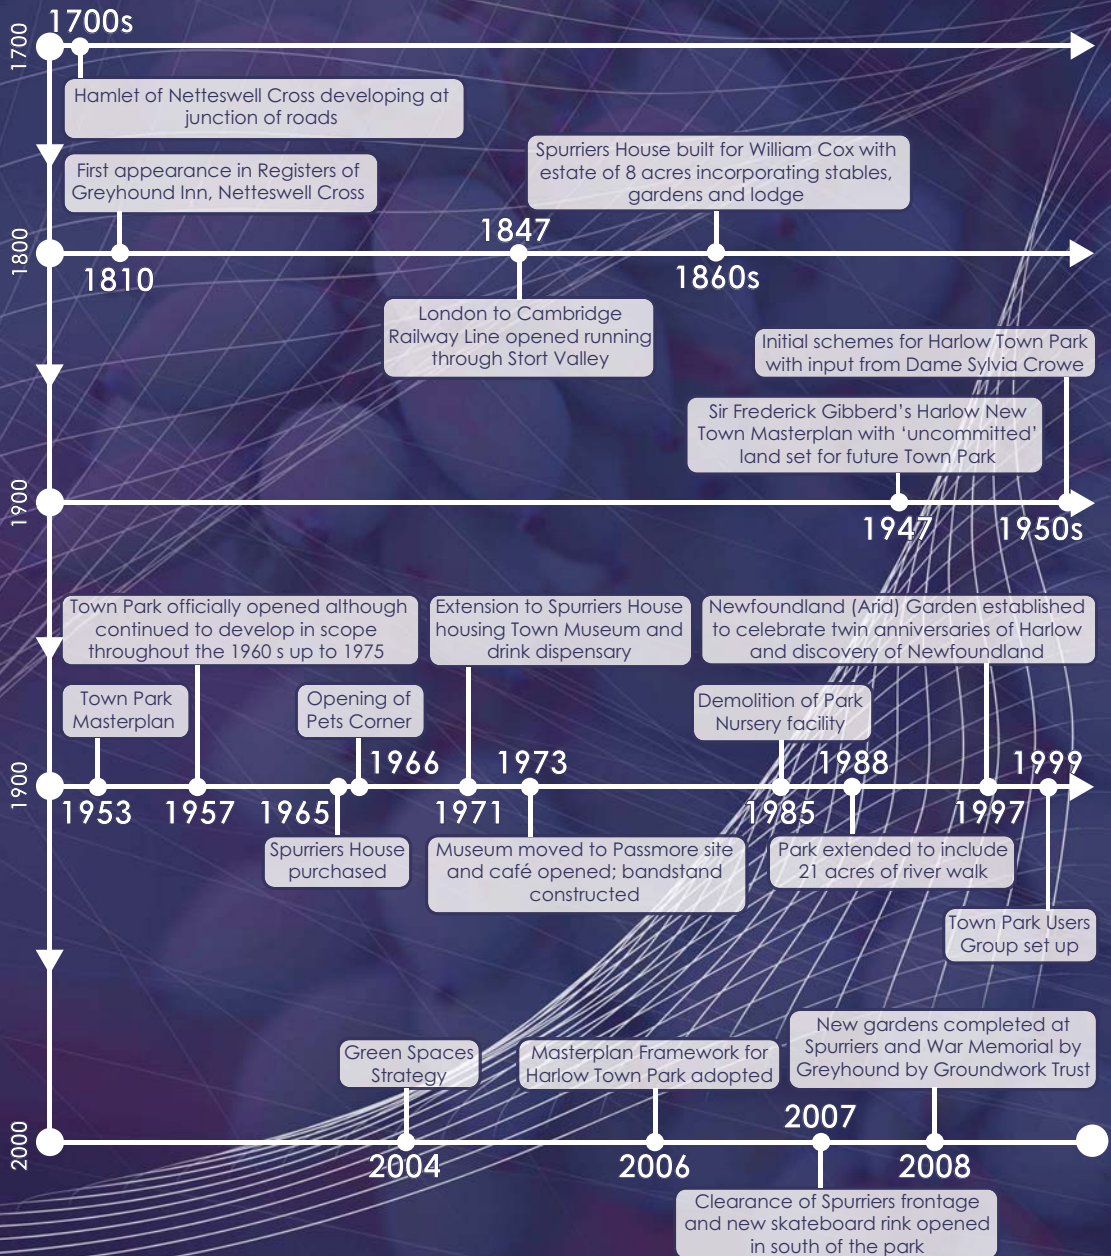 1700
1700s
Hamlet of Netteswell Cross developing at
junction of roads
First appearance in Registers of
Greyhound Inn, Netteswell Cross
Spurriers House built for William Cox with
estate of 8 acres incorporating stables,
gardens and lodge
1800
1810
1847
1860s
London to Cambridge
Railway Line opened running
through Stort Valley
Initial schemes for Harlow Town Park
with input from Dame Sylvia Crowe
Sir Frederick Gibberd’s Harlow New
Town Masterplan with ‘uncommitted’
land set for future Town Park
1900
1947
1950s
Town Park officially opened although
continued to develop in scope
throughout the 1960 s up to 1975
Extension to Spurriers House
housing Town Museum and
drink dispensary
Newfoundland (Arid) Garden established
to celebrate twin anniversaries of Harlow
and discovery of Newfoundland
Town Park
Masterplan
Opening of
Pets Corner
Demolition of Park
Nursery facility
1900
1953
1957
1965
1966
1971
1973
1985
1988
1997
1999
Spurriers House
purchased
Museum moved to Passmore site
and café opened; bandstand
constructed
Park extended to include
21 acres of river walk
Town Park Users
Group set up
Green Spaces
Strategy
Masterplan Framework for
Harlow Town Park adopted
New gardens completed at
Spurriers and War Memorial by
Greyhound by Groundwork Trust
2000
2004
2006
2007
2008
Clearance of Spurriers frontage
and new skateboard rink opened
in south of the park